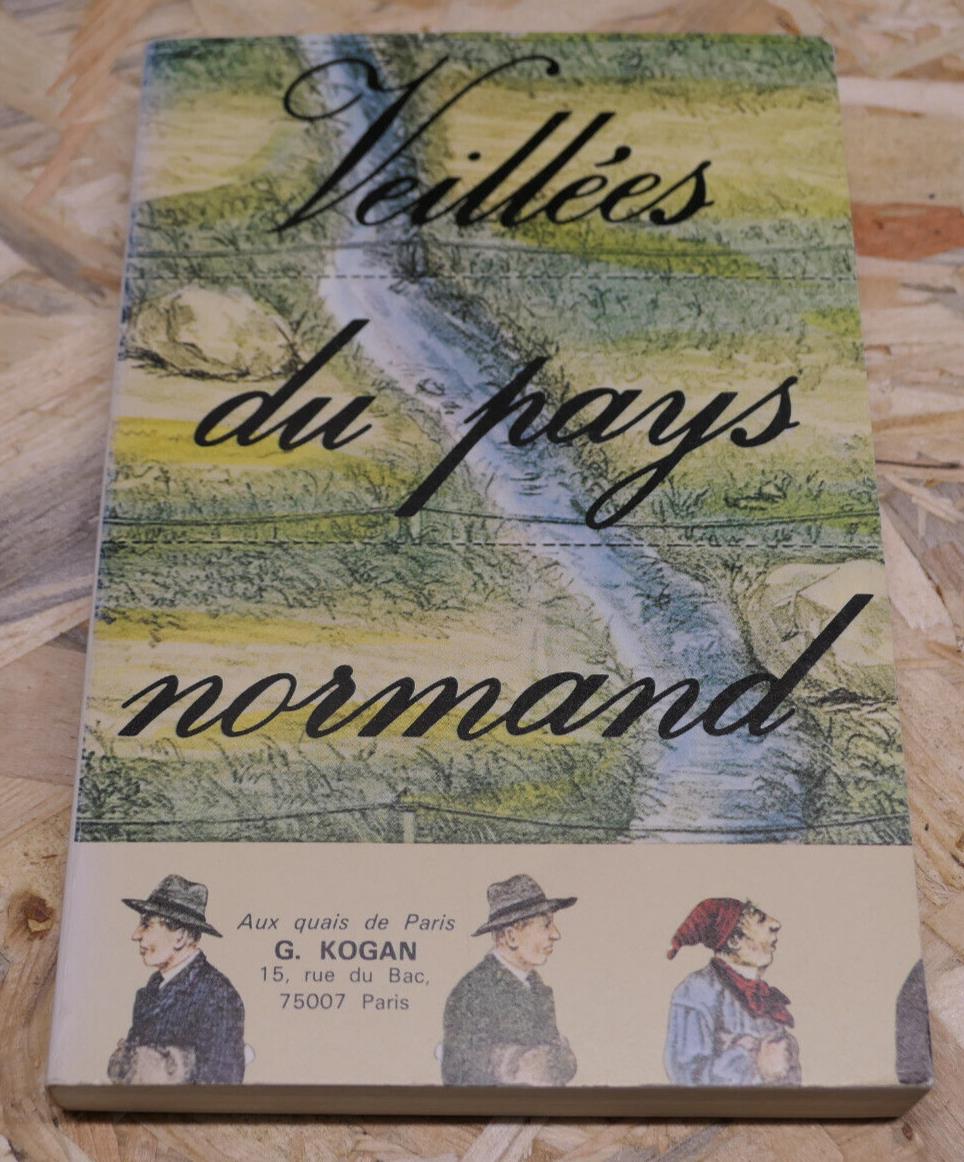 Veillées
du pays
normand
Aux quais de Paris
G. KOGAN
15, rue du Bac,
75007 Paris